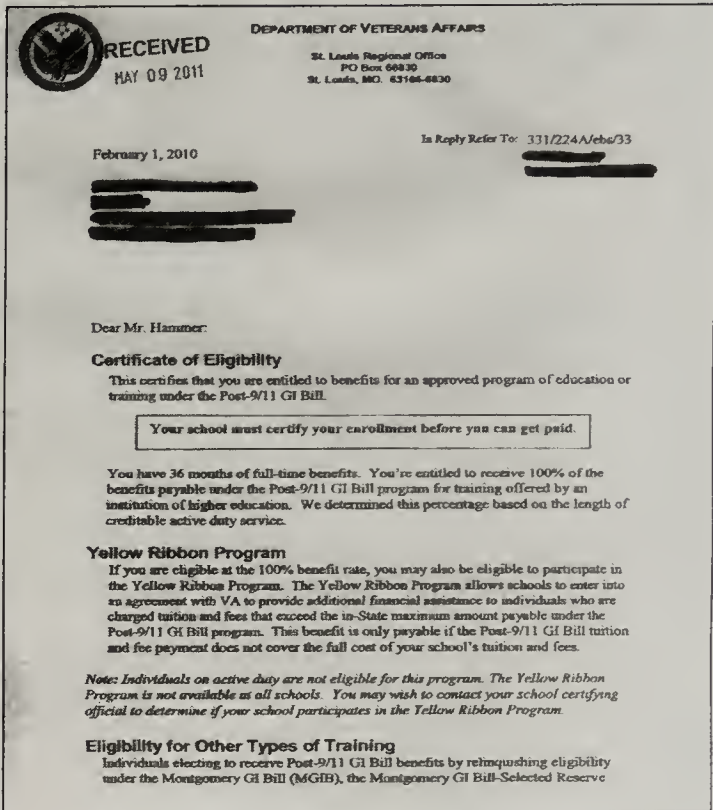 DEPARTMENT OF VETERANS AFFAIRS
RECEIVED
MAY 09 2011
St. Louis Regional Office
PO Box 66830
St. Louis, MO. 63166-6830
In Reply Refer To: 331/224A/ebs/33
February 1, 2010
Dear Mr. Hammer:
Certificate of Eligibility
This certifies that you are entitled to benefits for an approved program of education or
training under the Post-9/11 GI Bill.
Your school must certify your enrollment before you can get paid.
You have 36 months of full-time benefits. You're entitled to receive 100% of the
benefits payable under the Post-9/11 GI Bill program for training offered by an
institution of higher education. We determined this percentage based on the length of
creditable active duty service.
Yellow Ribbon Program
If you are eligible at the 100% benefit rate, you may also be eligible to participate in
the Yellow Ribbon Program. The Yellow Ribbon Program allows schools to enter into
an agreement with VA to provide additional financial assistance to individuals who are
charged tuition and fees that exceed the in-State maximum amount payable under the
Post-9/11 GI Bill program. This benefit is only payable if the Post-9/11 GI Bill tuition
and fee payment does not cover the full cost of your school's tuition and fees.
Note: Individuals on active duty are not eligible for this program. The Yellow Ribbon
Program is not available at all schools. You may wish to contact your school certifying
official to determine if your school participates in the Yellow Ribbon Program.
Eligibility for Other Types of Training
Individuals electing to receive Post-9/11 GI Bill benefits by relinquishing eligibility
under the Montgomery GI Bill (MGIB), the Montgomery GI Bill-Selected Reserve